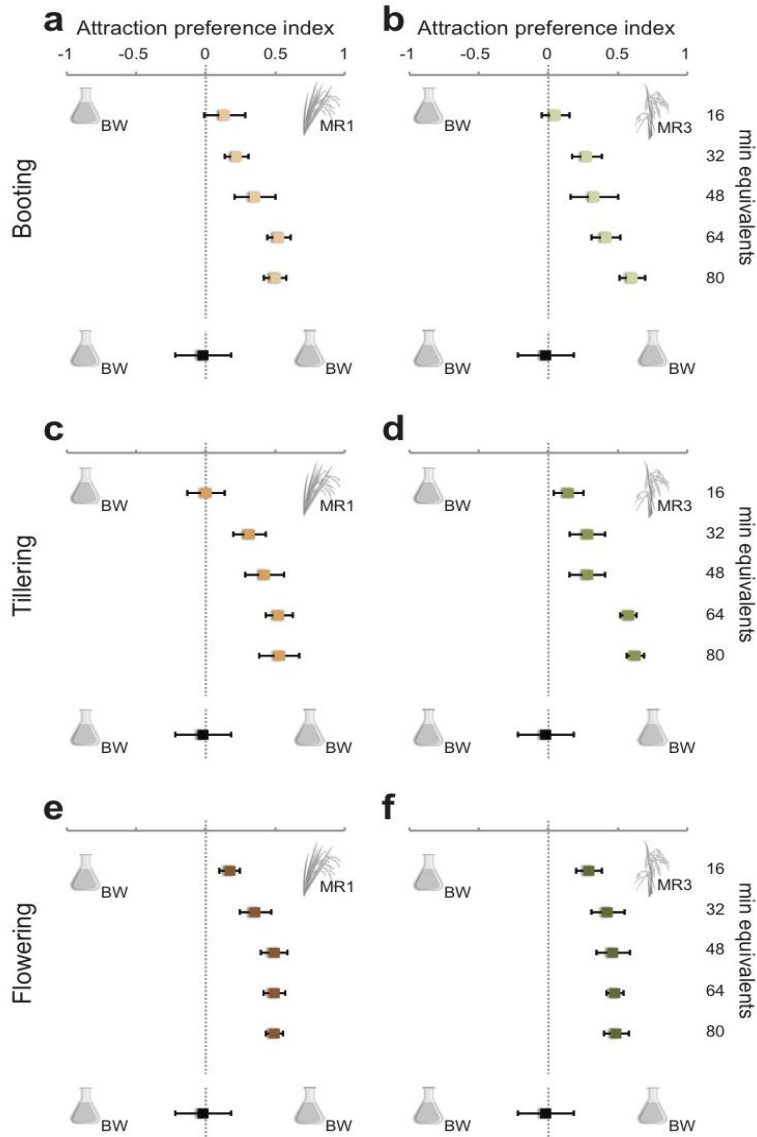 a Attraction preference index b Attraction preference index
-1 -0.5 0 0.5 1 -1 -0.5 0 0.5 1
BW MR1 BW MR3 16
32
48
64
80
min equivalents
Booting
BW BW BW BW
c d
BW MR1 BW MR3 16
32
48
64
80
min equivalents
Tillering
BW BW BW BW
e f
BW MR1 BW MR3 16
32
48
64
80
min equivalents
Flowering
BW BW BW BW